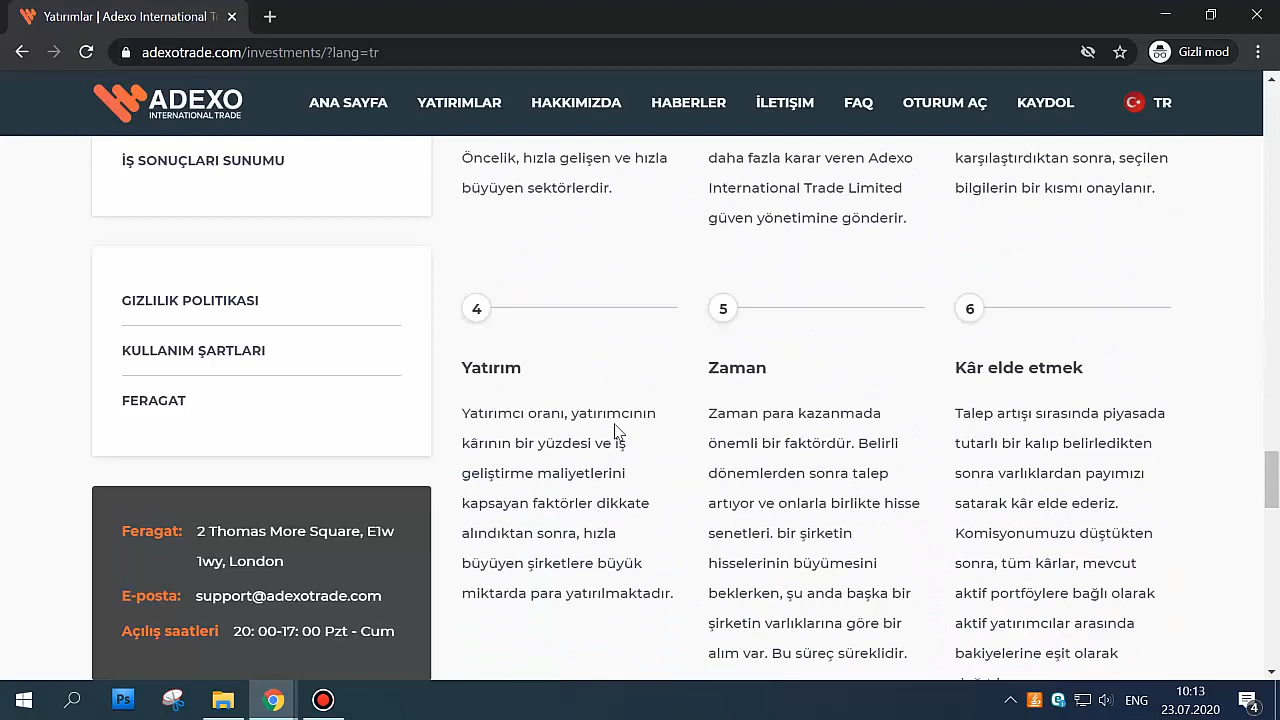 Yatırımlar | Adexo International T
adexotrade.com/investments/?lang=tr
Gizli mod
ADEXO
INTERNATIONAL TRADE
ANA SAYFA
YATIRIMLAR
HAKKIMIZDA
HABERLER
İLETIŞIM
FAQ
OTURUM AÇ
KAYDOL
TR
İŞ SONUÇLARI SUNUMU
GIZLILIK POLITIKASI
KULLANIM ŞARTLARI
FERAGAT
Feragat: 2 Thomas More Square, E1w
1wy, London
E-posta: support@adexotrade.com
Açılış saatleri 20: 00-17: 00 Pzt - Cum
Öncelik, hızla gelişen ve hızla
büyüyen sektörlerdir.
daha fazla karar veren Adexo
International Trade Limited
güven yönetimine gönderir.
karşılaştırdıktan sonra, seçilen
bilgilerin bir kısmı onaylanır.
4
Yatırım
Yatırımcı oranı, yatırımcının
kârının bir yüzdesi ve iş
geliştirme maliyetlerini
kapsayan faktörler dikkate
alındıktan sonra, hızla
büyüyen şirketlere büyük
miktarda para yatırılmaktadır.
5
Zaman
Zaman para kazanmada
önemli bir faktördür. Belirli
dönemlerden sonra talep
artıyor ve onlarla birlikte hisse
senetleri. bir şirketin
hisselerinin büyümesini
beklerken, şu anda başka bir
şirketin varlıklarına göre bir
alım var. Bu süreç süreklidir.
6
Kâr elde etmek
Talep artışı sırasında piyasada
tutarlı bir kalıp belirledikten
sonra varlıklardan payımızı
satarak kâr elde ederiz.
Komisyonumuzu düştükten
sonra, tüm kârlar, mevcut
aktif portföylere bağlı olarak
aktif yatırımcılar arasında
bakiyelerine eşit olarak
Ps
ENG
10:13
23.07.2020
4